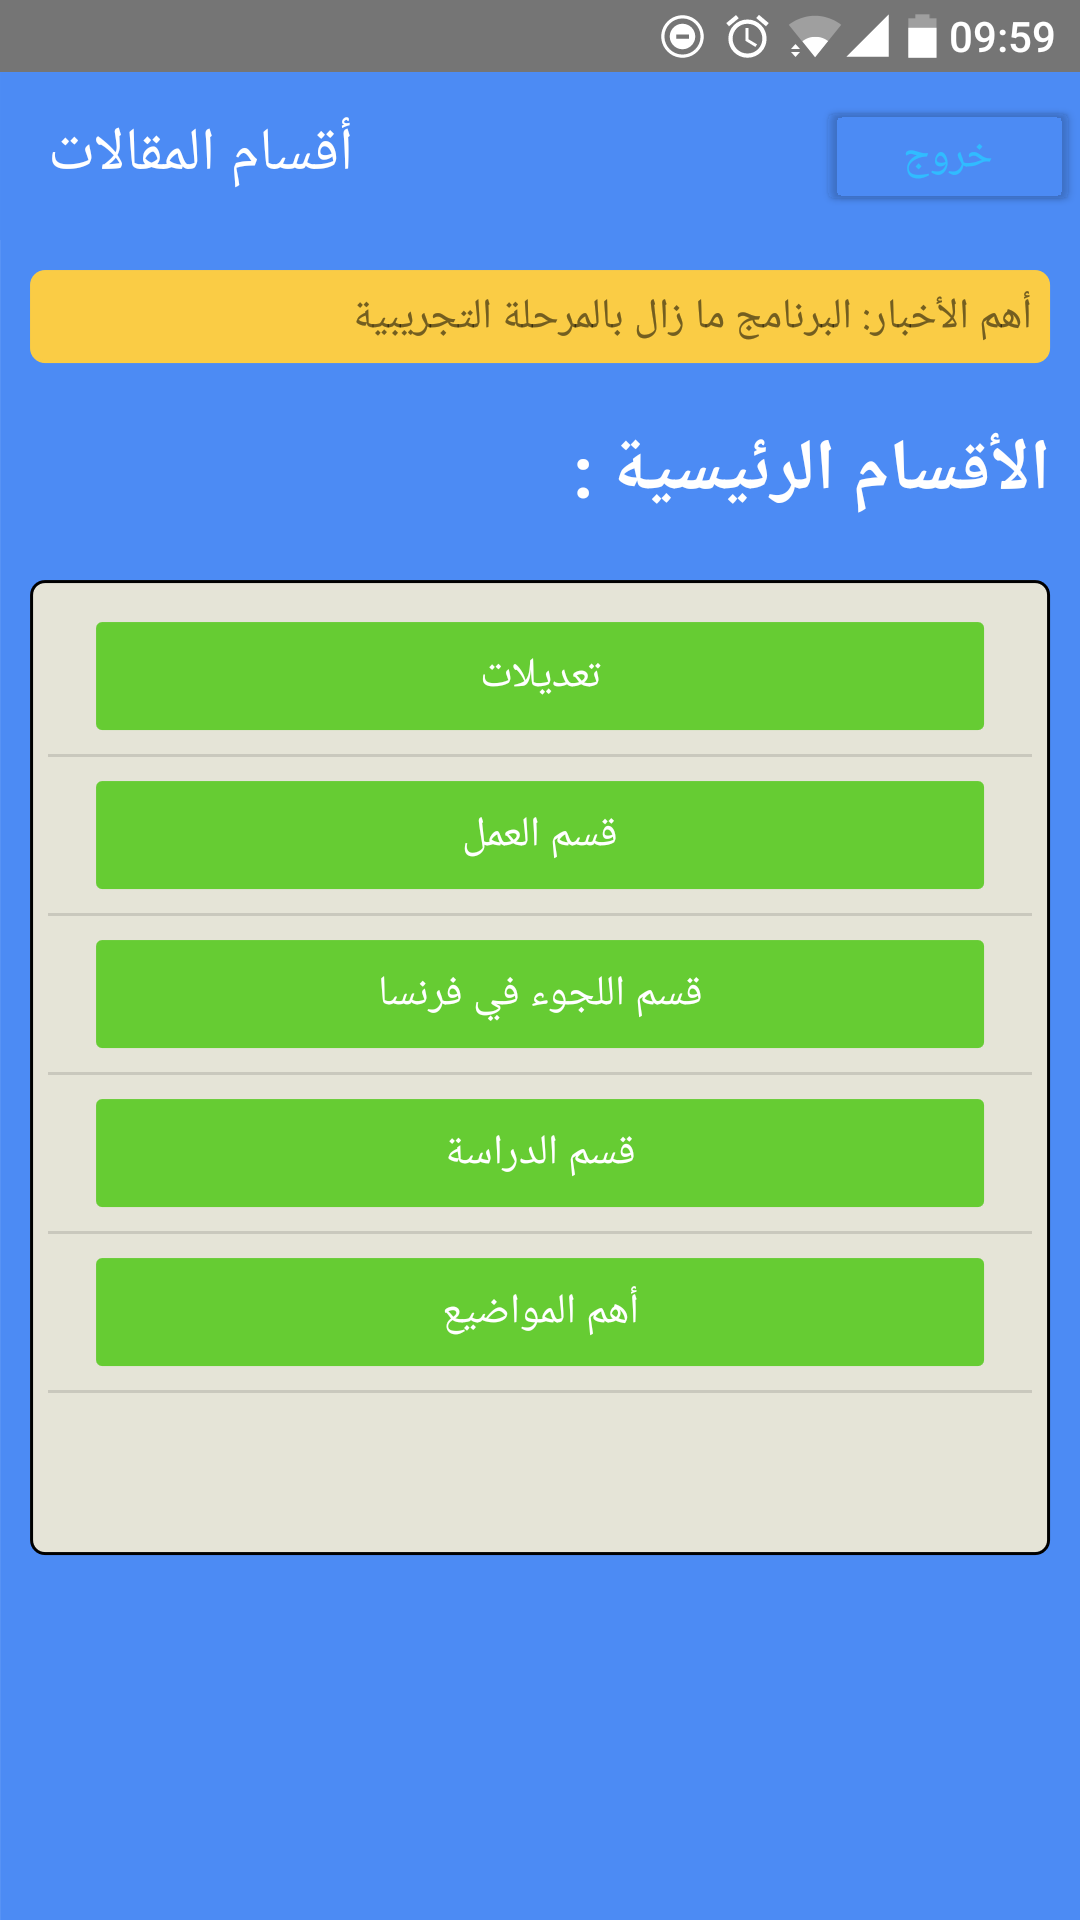 09:59
أقسام المقالات
خروج
أهم الأخبار: البرنامج ما زال بالمرحلة التجريبية
الأقسام الرئيسية :
تعديلات
قسم العمل
قسم اللجوء في فرنسا
قسم الدراسة
أهم المواضيع